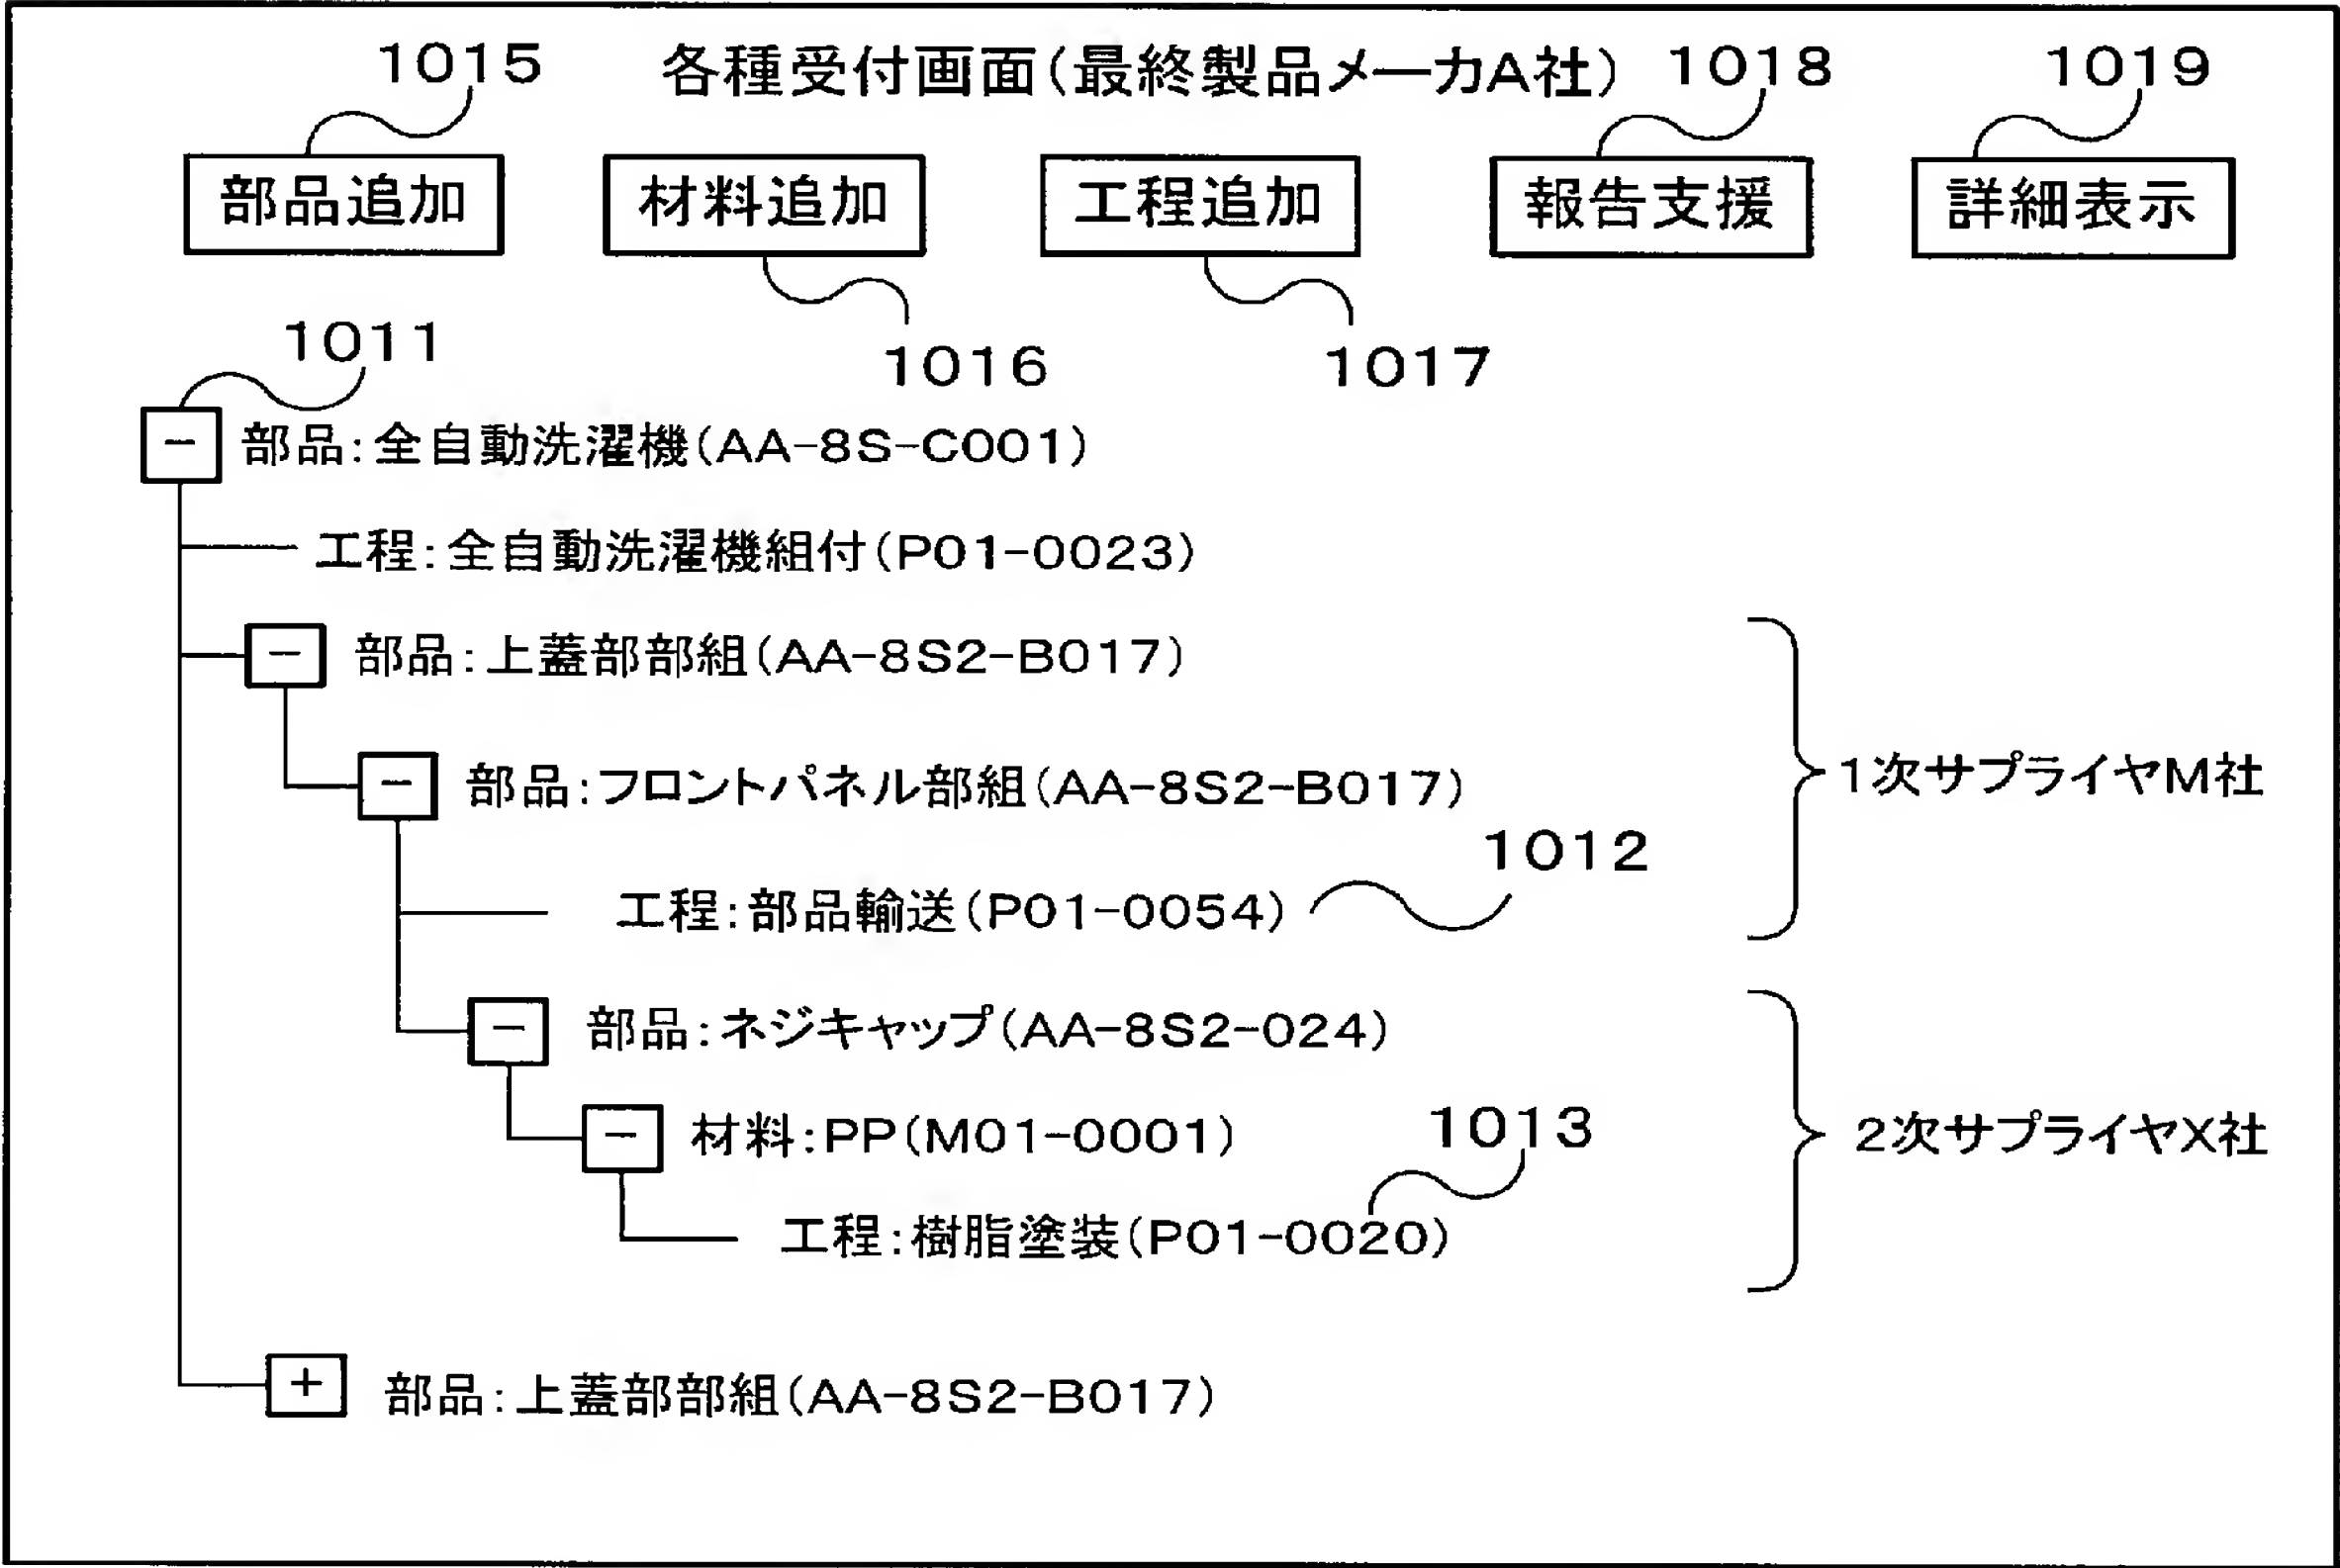 1015 各種受付画面(最終製品メーカA社) 1018 1019
部品追加 材料追加 工程追加 報告支援 詳細表示
1011 1016 1017
- 部品:全自動洗濯機(AA-8S-C001)
工程:全自動洗濯機組付(P01-0023)
- 部品:上蓋部部組(AA-8S2-B017)
- 部品:フロントパネル部組(AA-8S2-B017) 1次サプライヤM社
1012
工程:部品輸送(P01-0054)
- 部品:ネジキャップ(AA-8S2-024)
- 材料:PP(M01-0001) 1013 2次サプライヤX社
工程:樹脂塗装(P01-0020)
+ 部品:上蓋部部組(AA-8S2-B017)